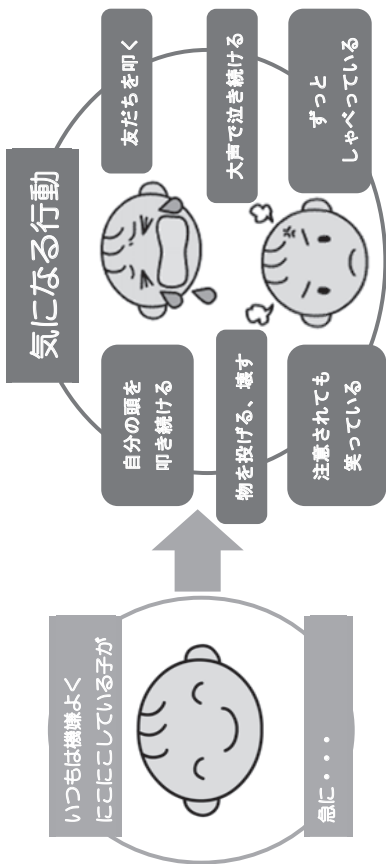 いつもは機嫌よく
にこにこしている子が
急に・・・
気になる行動
自分の頭を
叩き続ける
友だちを叩く
物を投げる、壊す
大声で泣き続ける
注意されても
笑っている
ずっと
しゃべっている